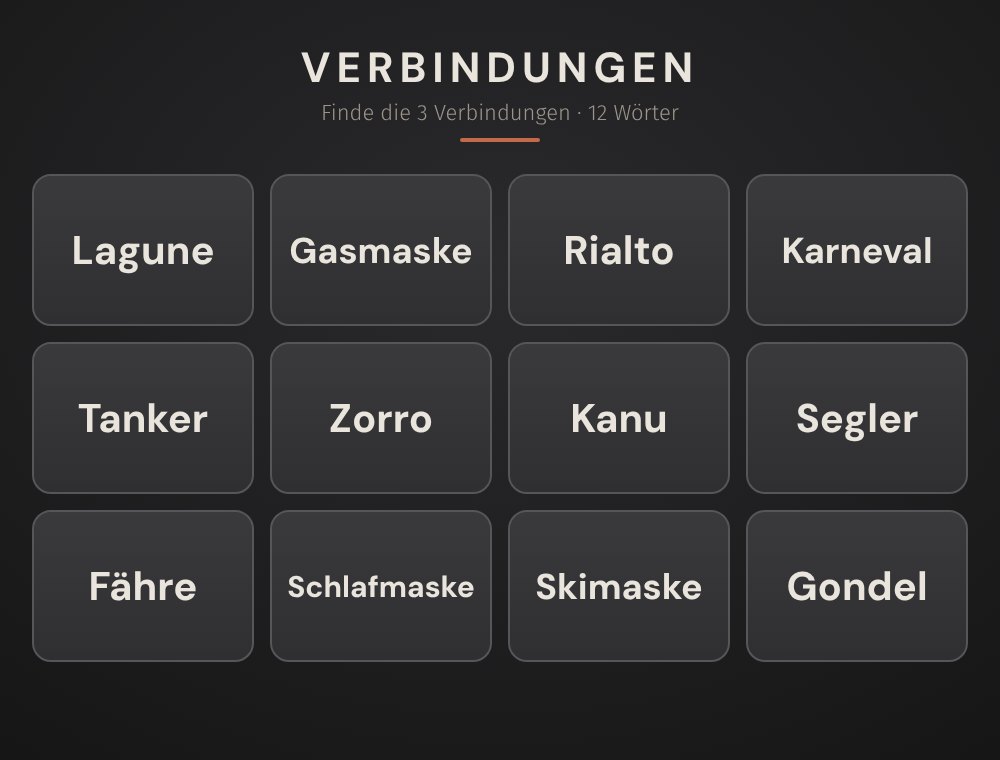 VERBINDUNGEN
Finde die 3 Verbindungen · 12 Wörter
Lagune
Gasmaske
Rialto
Karneval
Tanker
Zorro
Kanu
Segler
Fähre
Schlafmaske
Skimaske
Gondel